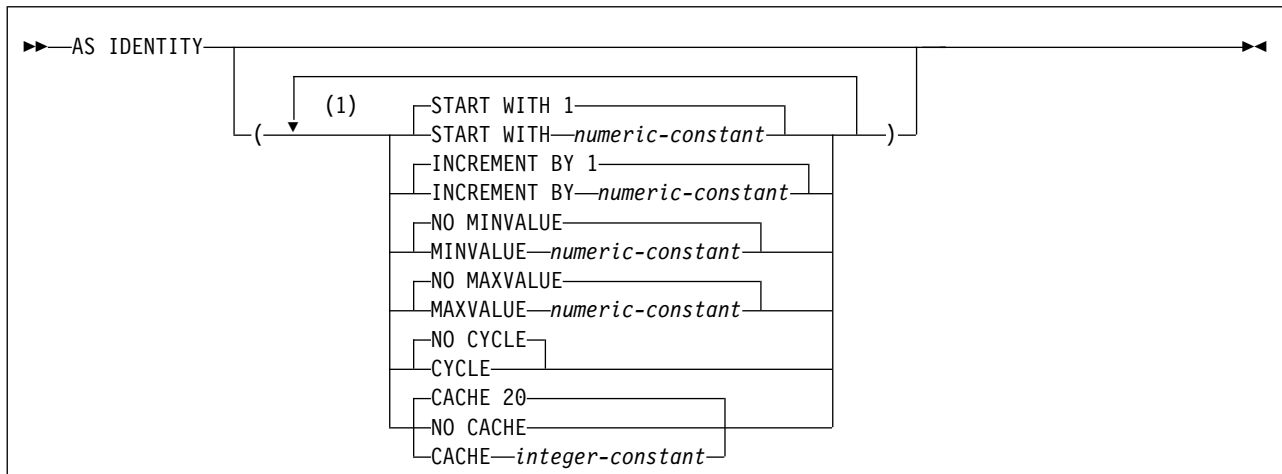 AS IDENTITY
(1)
START WITH 1
( START WITH numeric-constant )
INCREMENT BY 1
INCREMENT BY numeric-constant
NO MINVALUE
MINVALUE numeric-constant
NO MAXVALUE
MAXVALUE numeric-constant
NO CYCLE
CYCLE
CACHE 20
NO CACHE
CACHE integer-constant